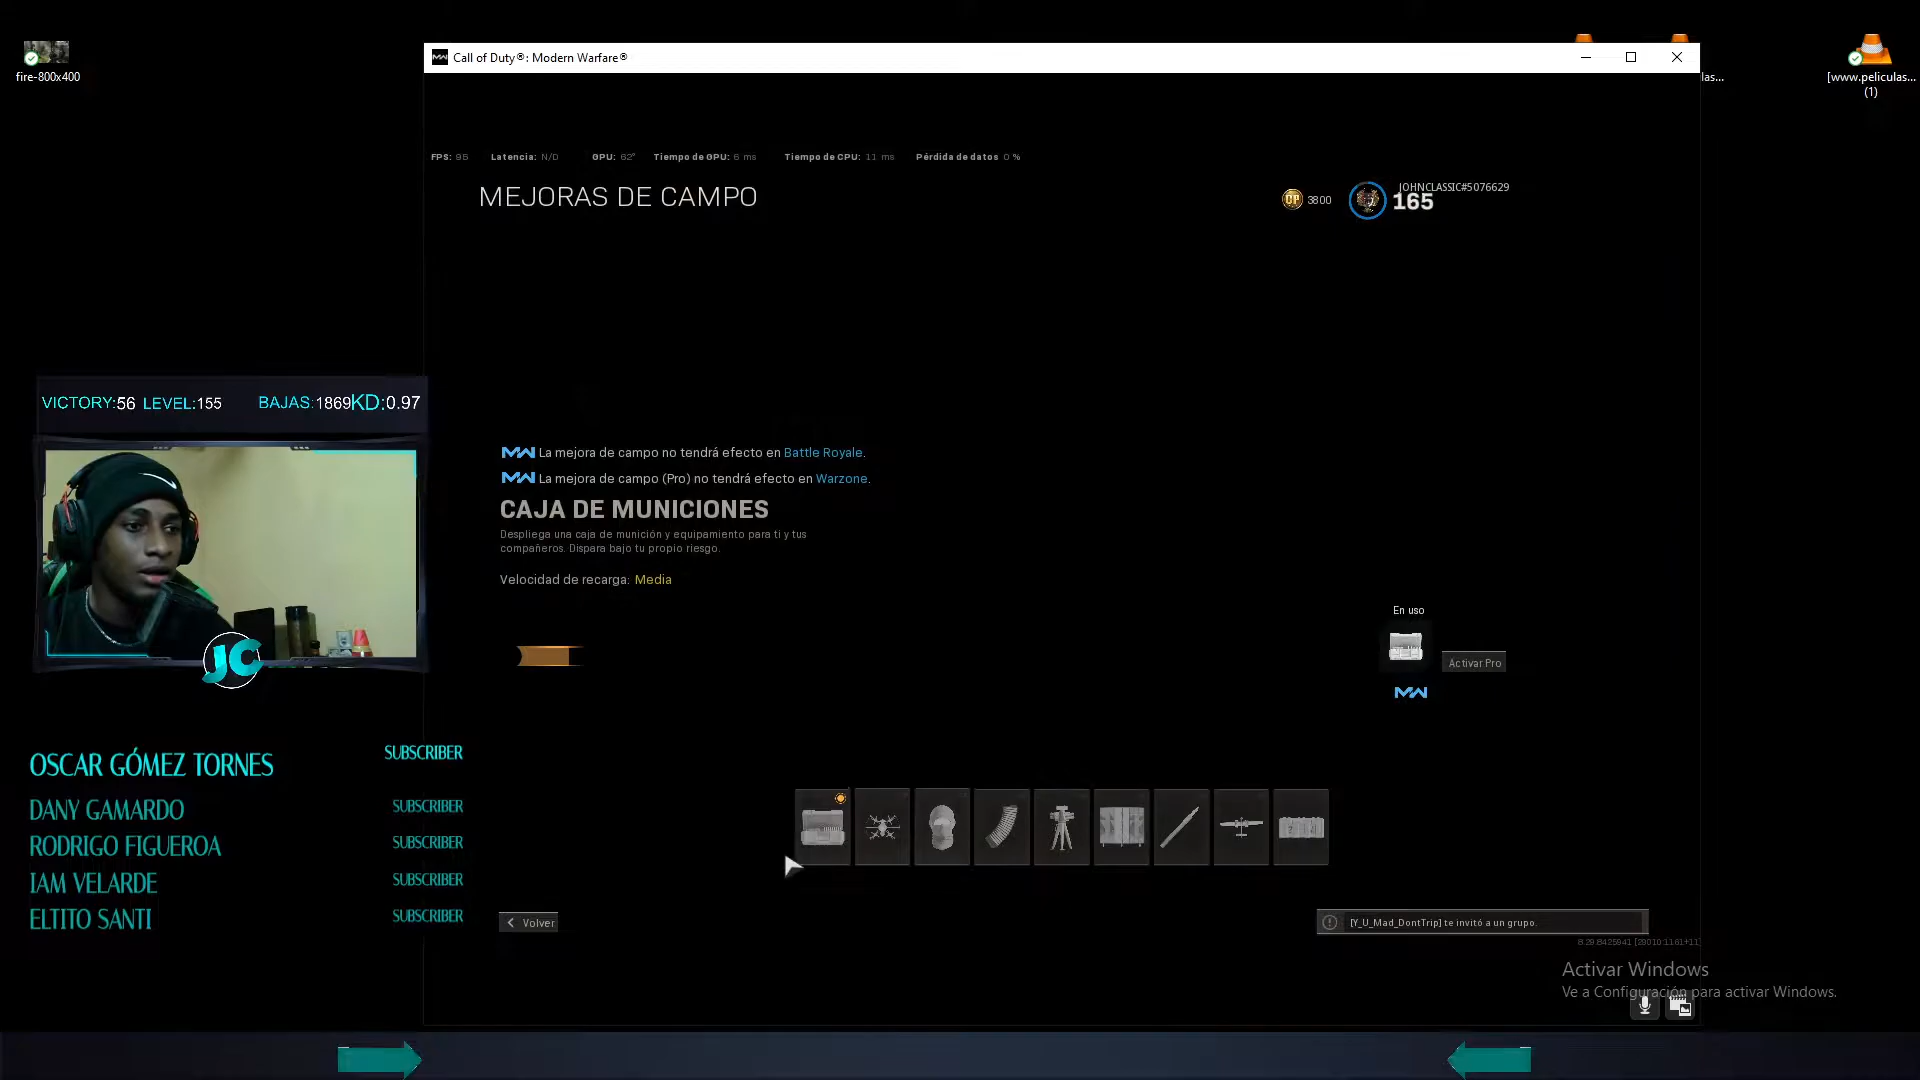 fire-800x400
Call of Duty®: Modern Warfare®
las...
[www.peliculas...
(1)
FPS: 95 Latencia: N/D GPU: 62° Tiempo de GPU: 6 ms Tiempo de CPU: 11 ms Pérdida de datos 0 %
MEJORAS DE CAMPO
CP 3800
JOHNCLASSIC#5076629
165
VICTORY:56 LEVEL:155 BAJAS:1869 KD:0.97
La mejora de campo no tendrá efecto en Battle Royale.
La mejora de campo (Pro) no tendrá efecto en Warzone.
CAJA DE MUNICIONES
Despliega una caja de munición y equipamiento para ti y tus
compañeros. Dispara bajo tu propio riesgo.
Velocidad de recarga: Media
En uso
Activar Pro
MW
JC
OSCAR GÓMEZ TORNES SUBSCRIBER
DANY GAMARDO SUBSCRIBER
RODRIGO FIGUEROA SUBSCRIBER
IAM VELARDE SUBSCRIBER
ELTITO SANTI SUBSCRIBER
Volver
[Y_U_Mad_DontTrip] te invitó a un grupo.
Activar Windows
Ve a Configuración para activar Windows.